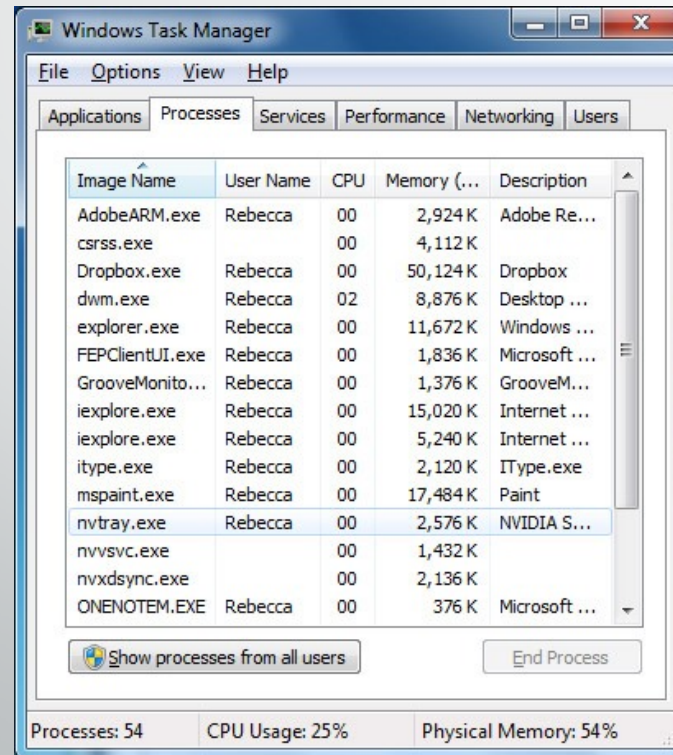 Windows Task Manager
File Options View Help
Applications Processes Services Performance Networking Users
Image Name User Name CPU Memory (... Description
AdobeARM.exe Rebecca 00 2,924 K Adobe Re...
csrss.exe 00 4,112 K
Dropbox.exe Rebecca 00 50,124 K Dropbox
dwm.exe Rebecca 02 8,876 K Desktop ...
explorer.exe Rebecca 00 11,672 K Windows ...
FEPClientUI.exe Rebecca 00 1,836 K Microsoft ...
GrooveMonito... Rebecca 00 1,376 K GrooveM...
iexplore.exe Rebecca 00 15,020 K Internet ...
iexplore.exe Rebecca 00 5,240 K Internet ...
itype.exe Rebecca 00 2,120 K IType.exe
mspaint.exe Rebecca 00 17,484 K Paint
nvtray.exe Rebecca 00 2,576 K NVIDIA S...
nvvsvc.exe 00 1,432 K
nvxdsync.exe 00 2,136 K
ONENOTEM.EXE Rebecca 00 376 K Microsoft ...
Show processes from all users End Process
Processes: 54 CPU Usage: 25% Physical Memory: 54%